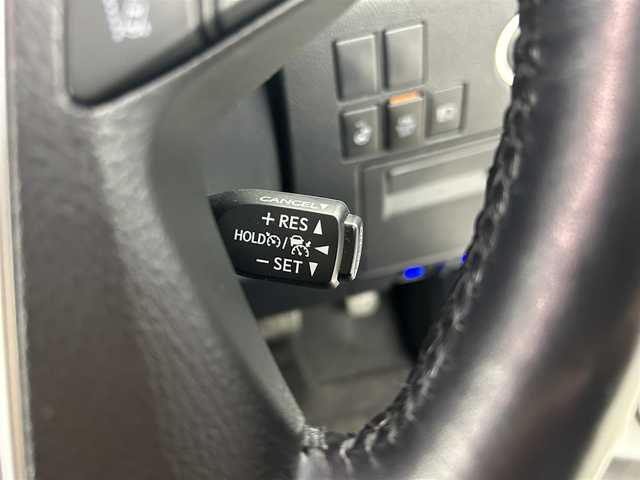 CANCEL
+ RES
HOLD /
− SET